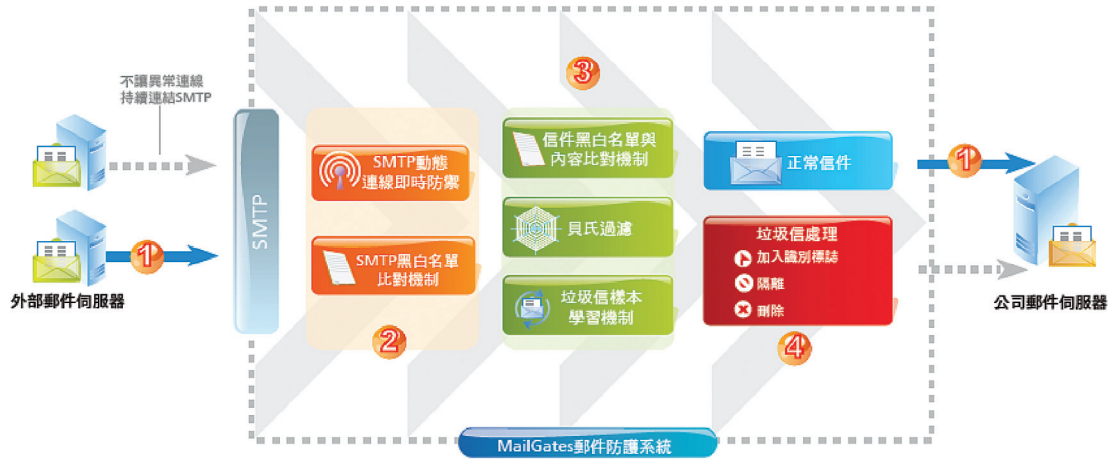 不讓異常連線
持續連結SMTP
1
外部郵件伺服器
SMTP
SMTP動態
連線即時防禦
SMTP黑白名單
比對機制
2
3
信件黑白名單與
內容比對機制
貝氏過濾
垃圾信樣本
學習機制
正常信件
垃圾信處理
加入識別標誌
隔離
刪除
4
1
公司郵件伺服器
MailGates郵件防護系統